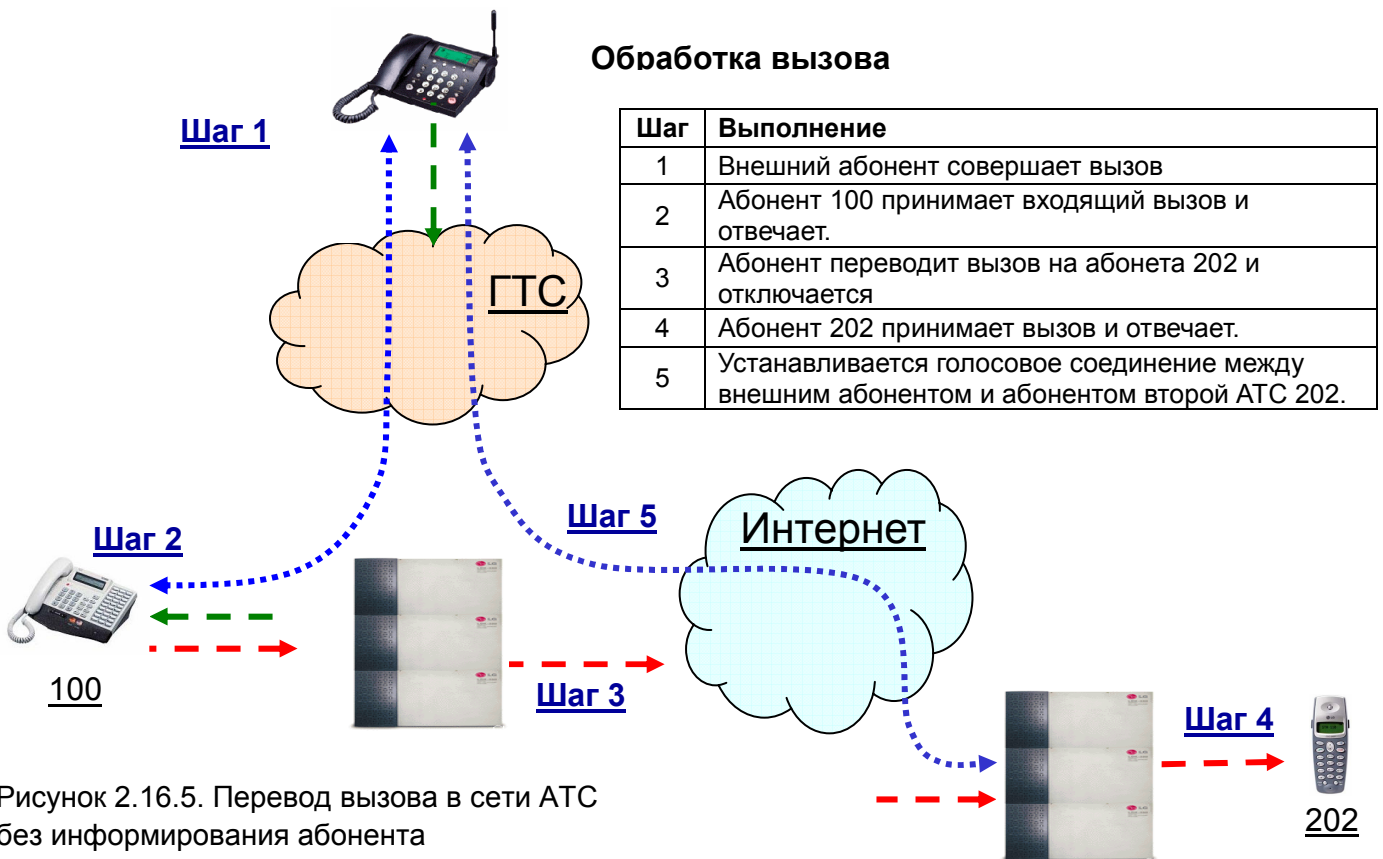 Обработка вызова
Шаг 1
Шаг Выполнение
1 Внешний абонент совершает вызов
2 Абонент 100 принимает входящий вызов и
отвечает.
3 Абонент переводит вызов на абонета 202 и
отключается
4 Абонент 202 принимает вызов и отвечает.
5 Устанавливается голосовое соединение между
внешним абонентом и абонентом второй АТС 202.
ГТС
Шаг 5
Интернет
Шаг 2
100
Шаг 3
Шаг 4
202
Рисунок 2.16.5. Перевод вызова в сети АТС
без информирования абонента